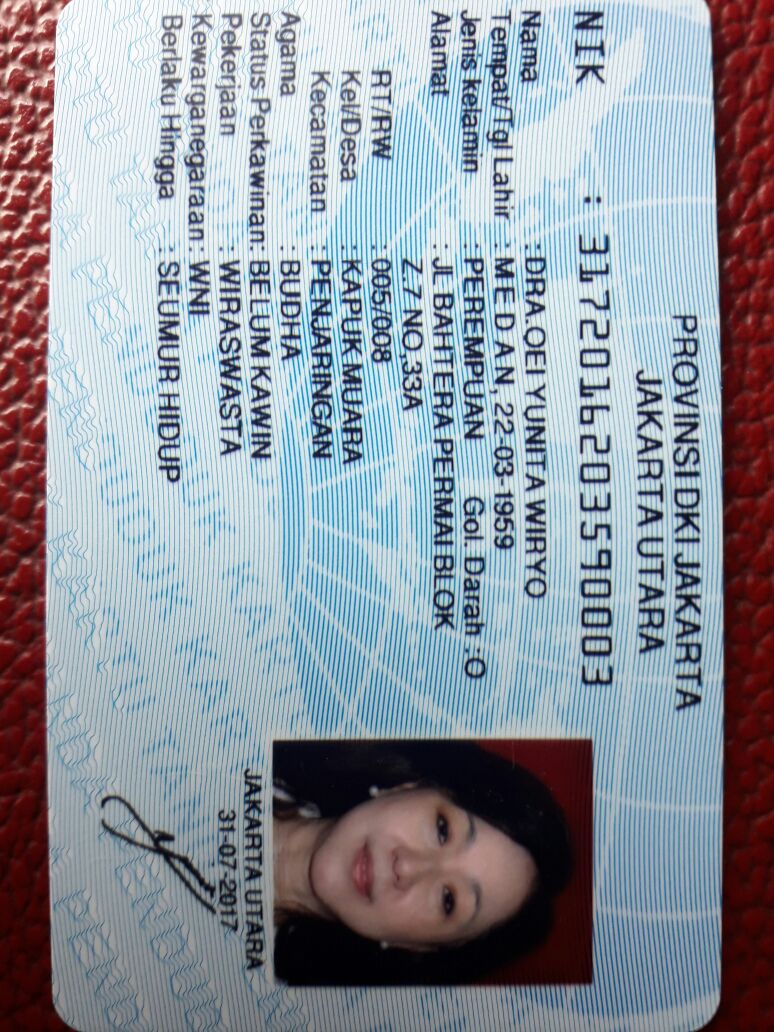 PROVINSI DKI JAKARTA
JAKARTA UTARA
NIK : 3172016203590003
Nama : DRA.OEI YUNITA WIRYO
Tempat/Tgl Lahir : M E D A N, 22-03-1959
Jenis kelamin : PEREMPUAN Gol. Darah : O
Alamat : JL BAHTERA PERMAI BLOK
Z.7 NO,33A
RT/RW : 005/008
Kel/Desa : KAPUK MUARA
Kecamatan : PENJARINGAN
Agama : BUDHA
Status Perkawinan: BELUM KAWIN
Pekerjaan : WIRASWASTA
Kewarganegaraan: WNI
Berlaku Hingga : SEUMUR HIDUP
JAKARTA UTARA
31-07-2017